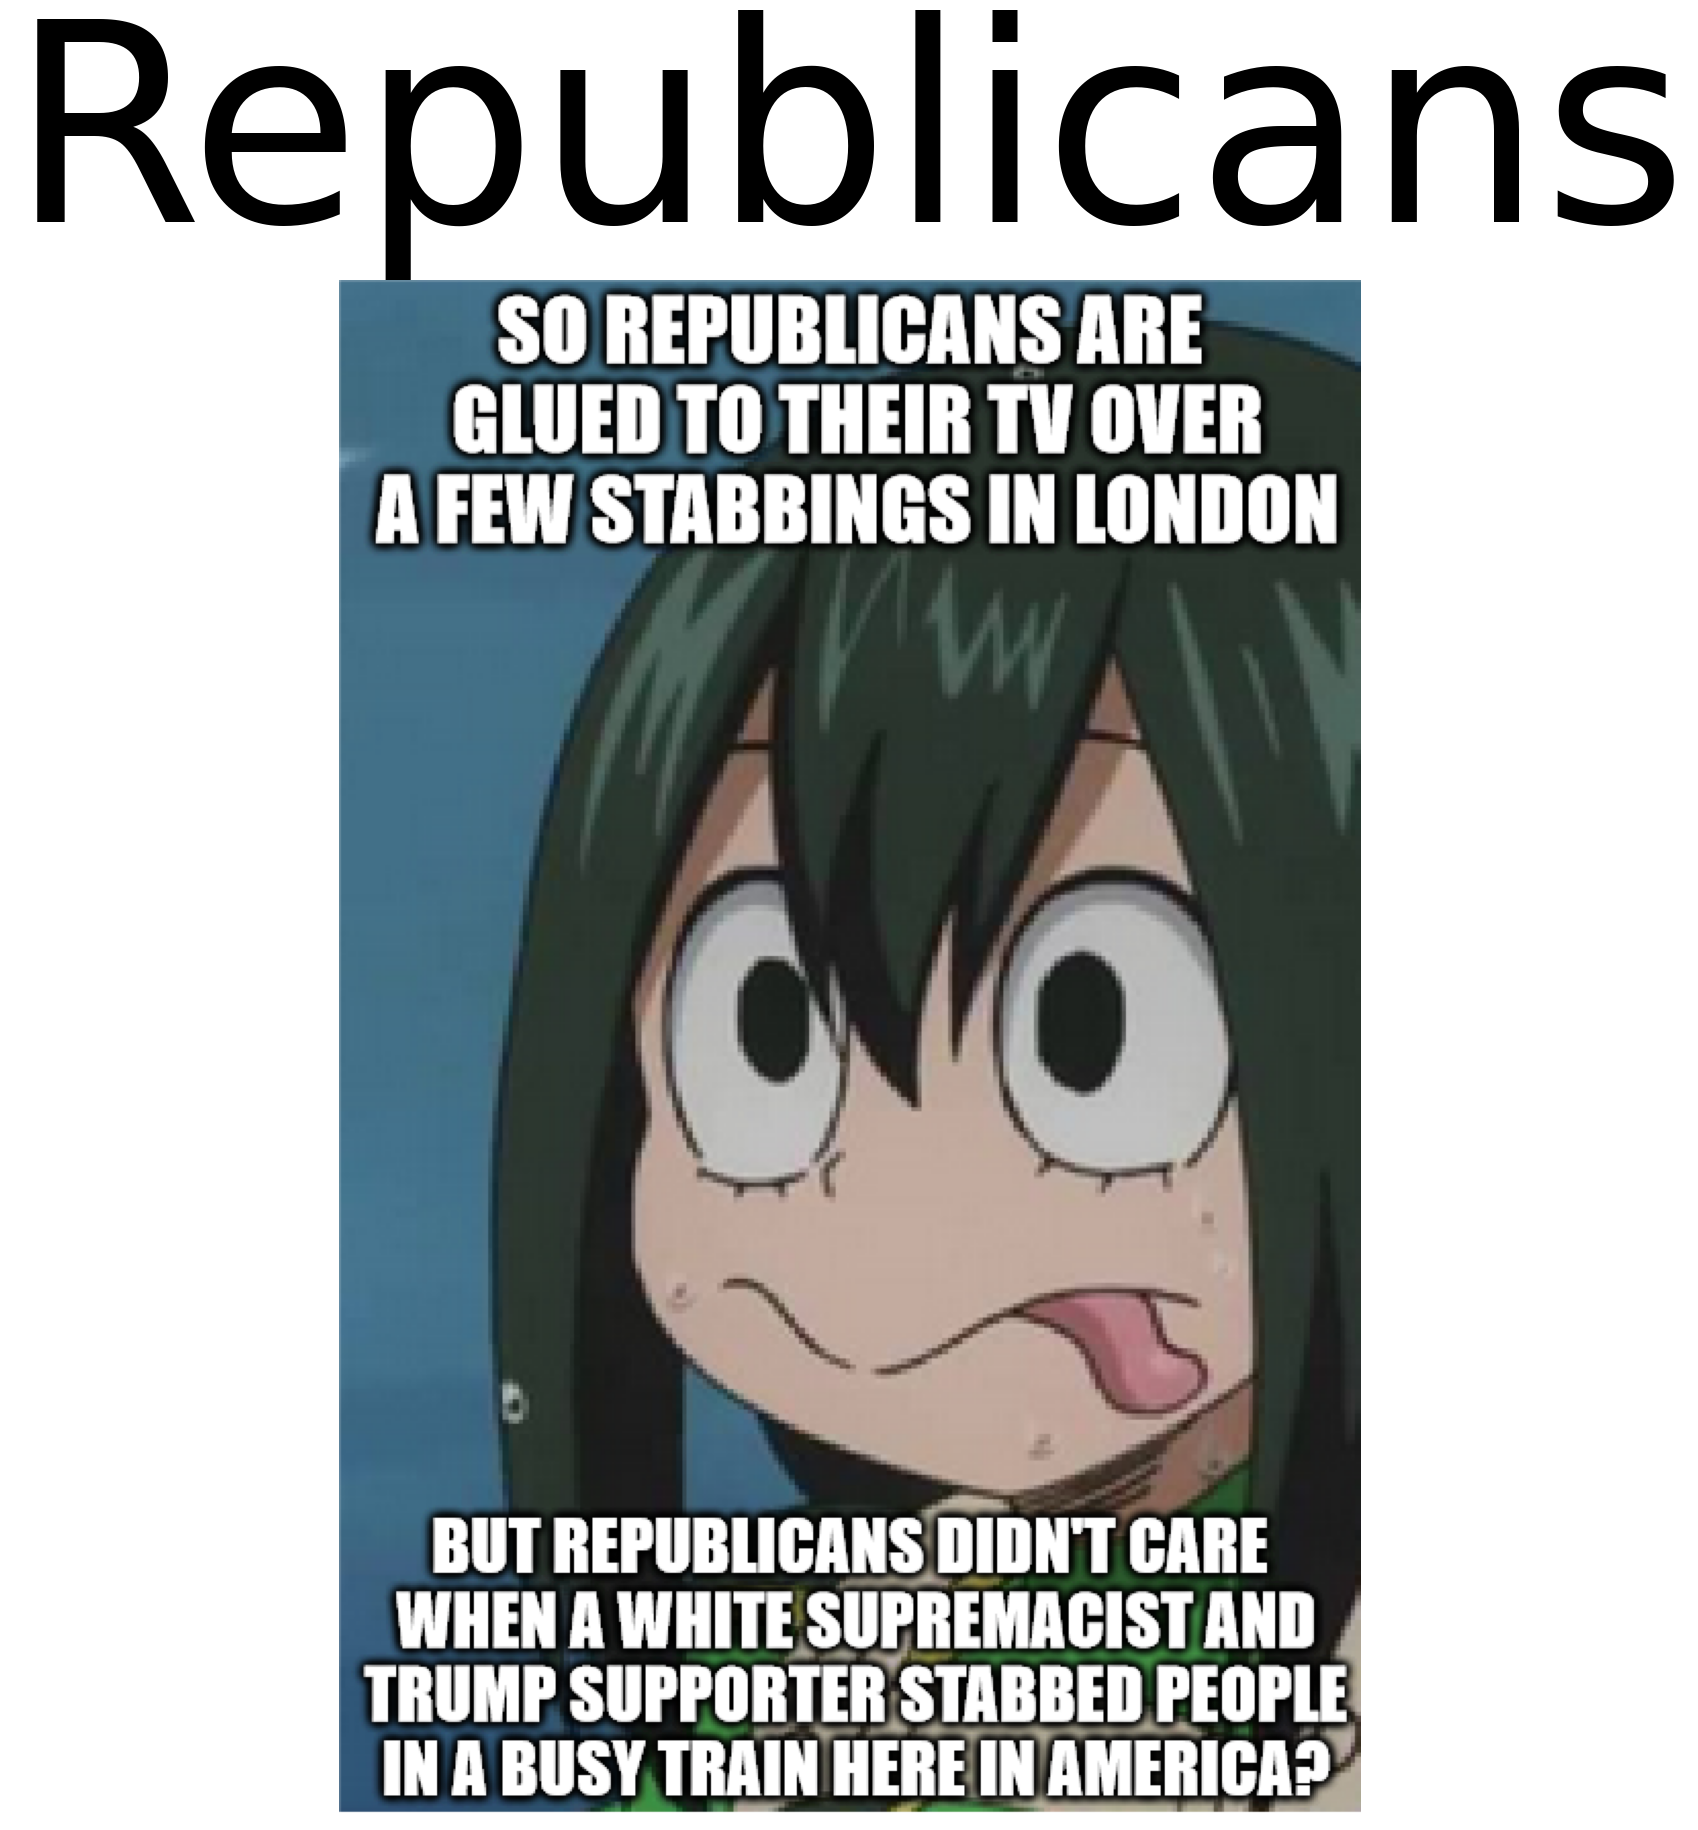 Republicans
SO REPUBLICANS ARE
GLUED TO THEIR TV OVER
A FEW STABBINGS IN LONDON
BUT REPUBLICANS DIDN'T CARE
WHEN A WHITE SUPREMACIST AND
TRUMP SUPPORTER STABBED PEOPLE
IN A BUSY TRAIN HERE IN AMERICA?